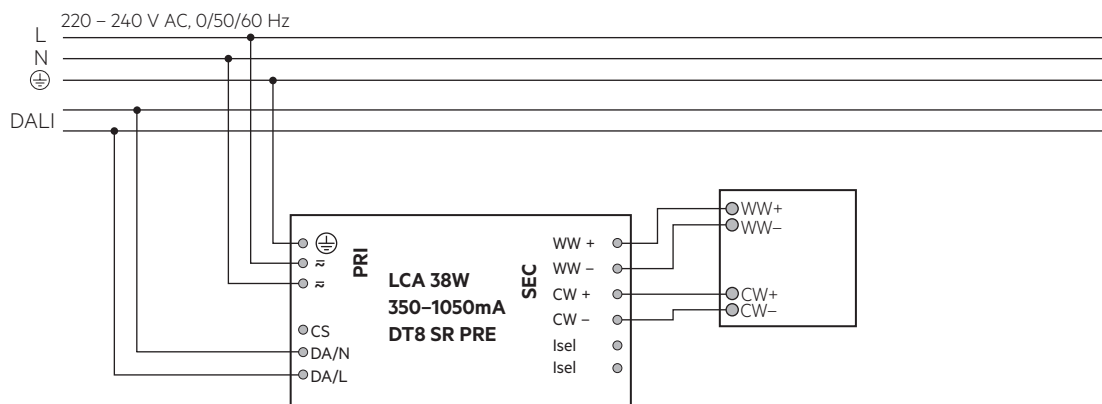 220 – 240 V AC, 0/50/60 Hz
L
N
DALI
PRI
LCA 38W
350–1050mA
DT8 SR PRE
≂
≂
CS
DA/N
DA/L
SEC
WW +
WW –
CW +
CW –
Isel
Isel
WW+
WW–
CW+
CW–